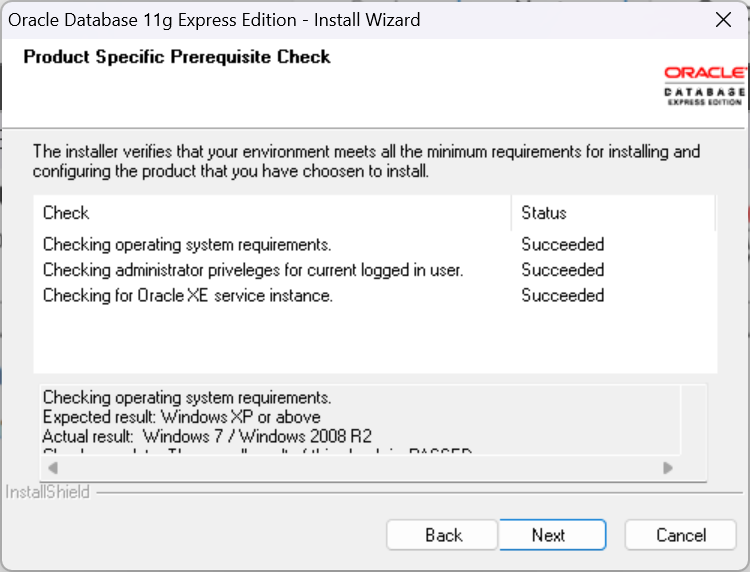 Oracle Database 11g Express Edition - Install Wizard
Product Specific Prerequisite Check
ORACLE
DATABASE
EXPRESS EDITION
The installer verifies that your environment meets all the minimum requirements for installing and
configuring the product that you have choosen to install.
Check Status
Checking operating system requirements. Succeeded
Checking administrator priveleges for current logged in user. Succeeded
Checking for Oracle XE service instance. Succeeded
Checking operating system requirements.
Expected result: Windows XP or above
Actual result: Windows 7 / Windows 2008 R2
InstallShield
Back Next Cancel